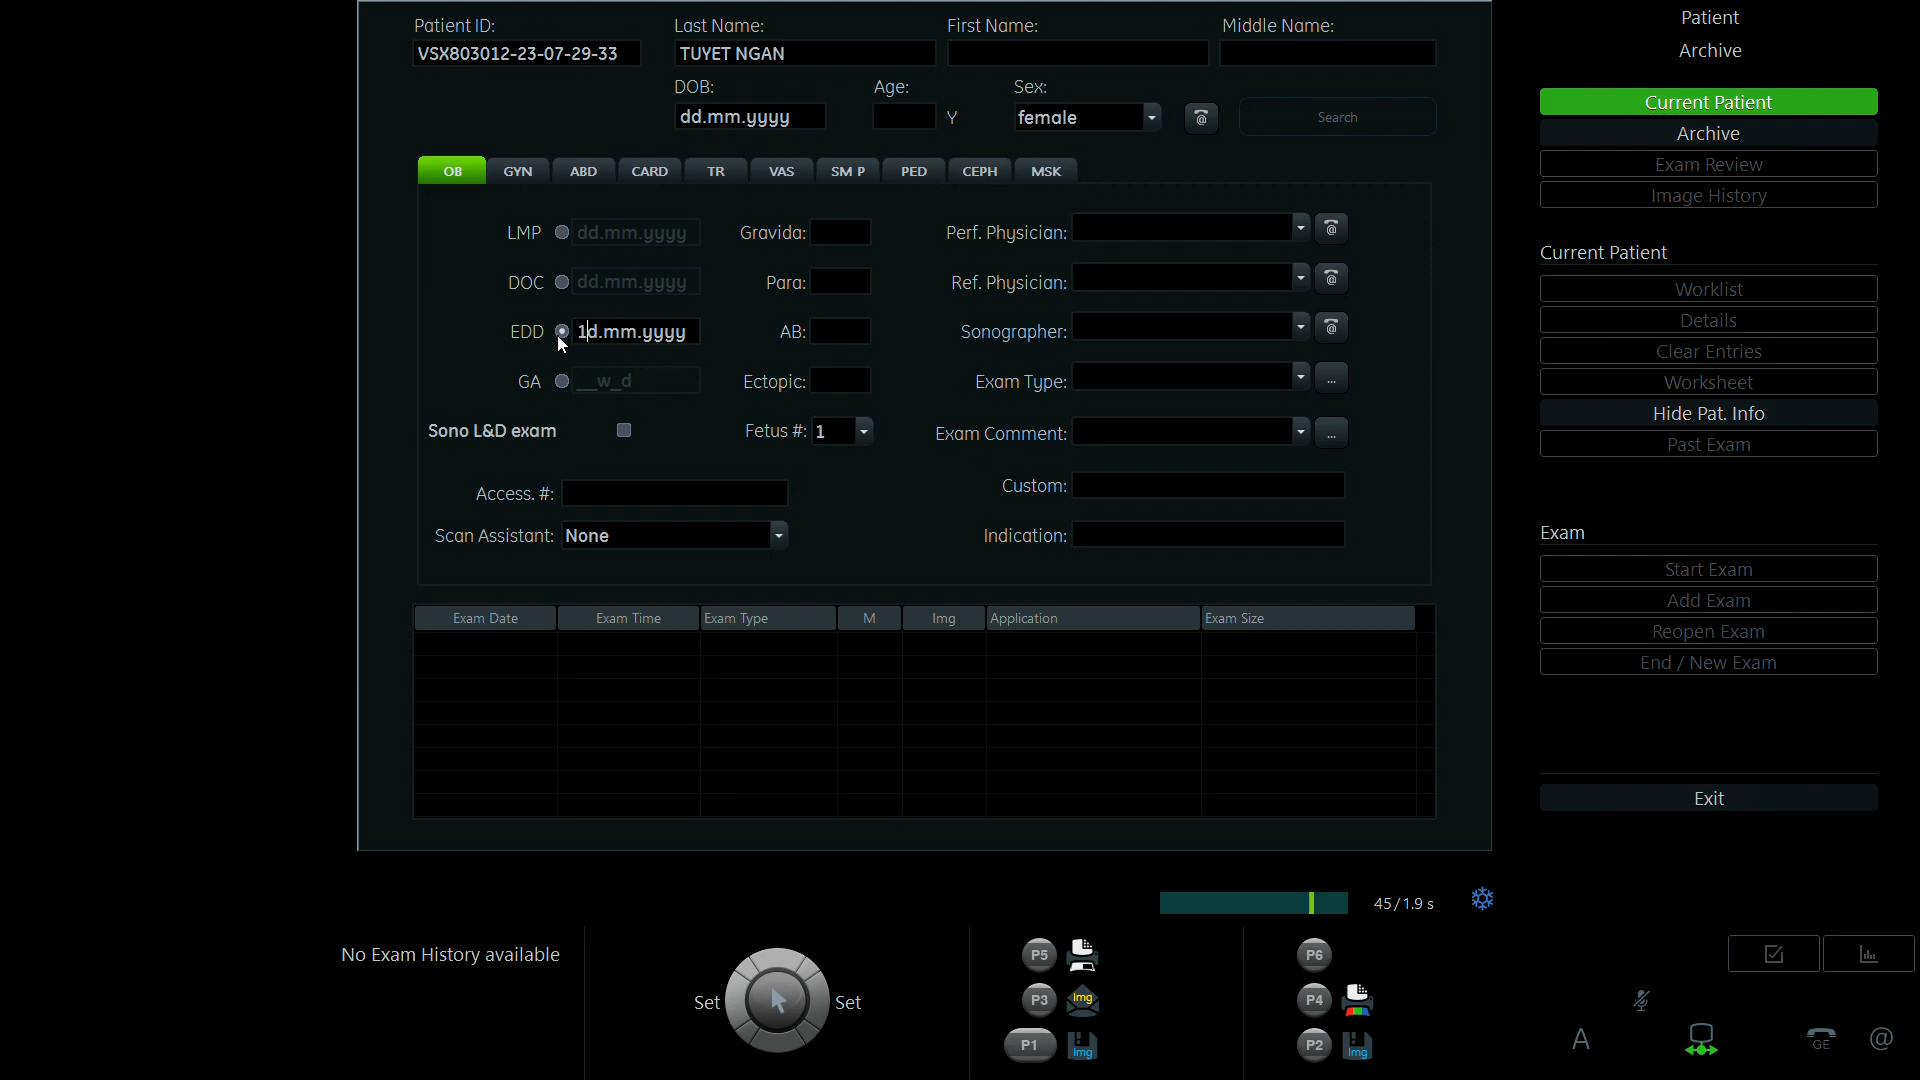 Patient ID: Last Name: First Name: Middle Name:
VSX803012-23-07-29-33 TUYET NGAN
DOB: Age: Sex:
dd.mm.yyyy Y female @ Search
OB GYN ABD CARD TR VAS SM P PED CEPH MSK
LMP dd.mm.yyyy Gravida: Perf. Physician: @
DOC dd.mm.yyyy Para: Ref. Physician: @
EDD 1d.mm.yyyy AB: Sonographer: @
GA __w_d Ectopic: Exam Type: ...
Sono L&D exam Fetus #: 1 Exam Comment: ...
Access. #: Custom:
Scan Assistant: None Indication:
Exam Date Exam Time Exam Type M Img Application Exam Size
45/1.9 s
Patient
Archive
Current Patient
Archive
Exam Review
Image History
Current Patient
Worklist
Details
Clear Entries
Worksheet
Hide Pat. Info
Past Exam
Exam
Start Exam
Add Exam
Reopen Exam
End / New Exam
Exit
No Exam History available
Set Set
P5
P3 Img
P1 Img
P6
P4
P2 Img
A GE @